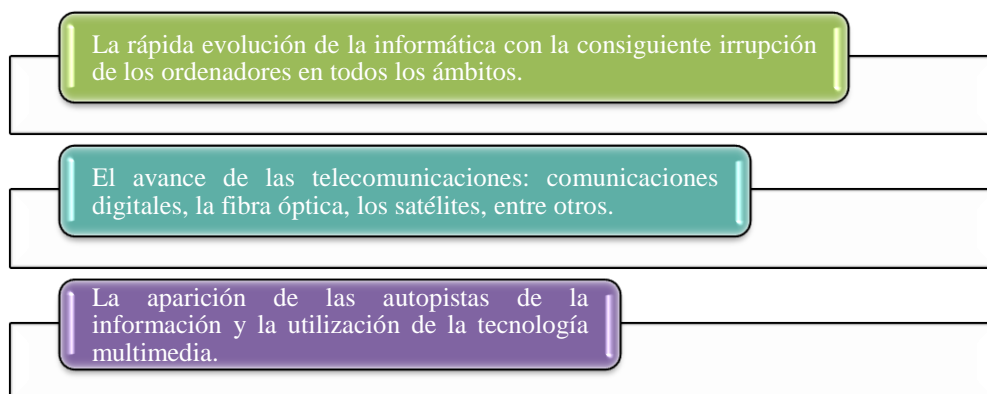 La rápida evolución de la informática con la consiguiente irrupción
de los ordenadores en todos los ámbitos.
El avance de las telecomunicaciones: comunicaciones
digitales, la fibra óptica, los satélites, entre otros.
La aparición de las autopistas de la
información y la utilización de la tecnología
multimedia.